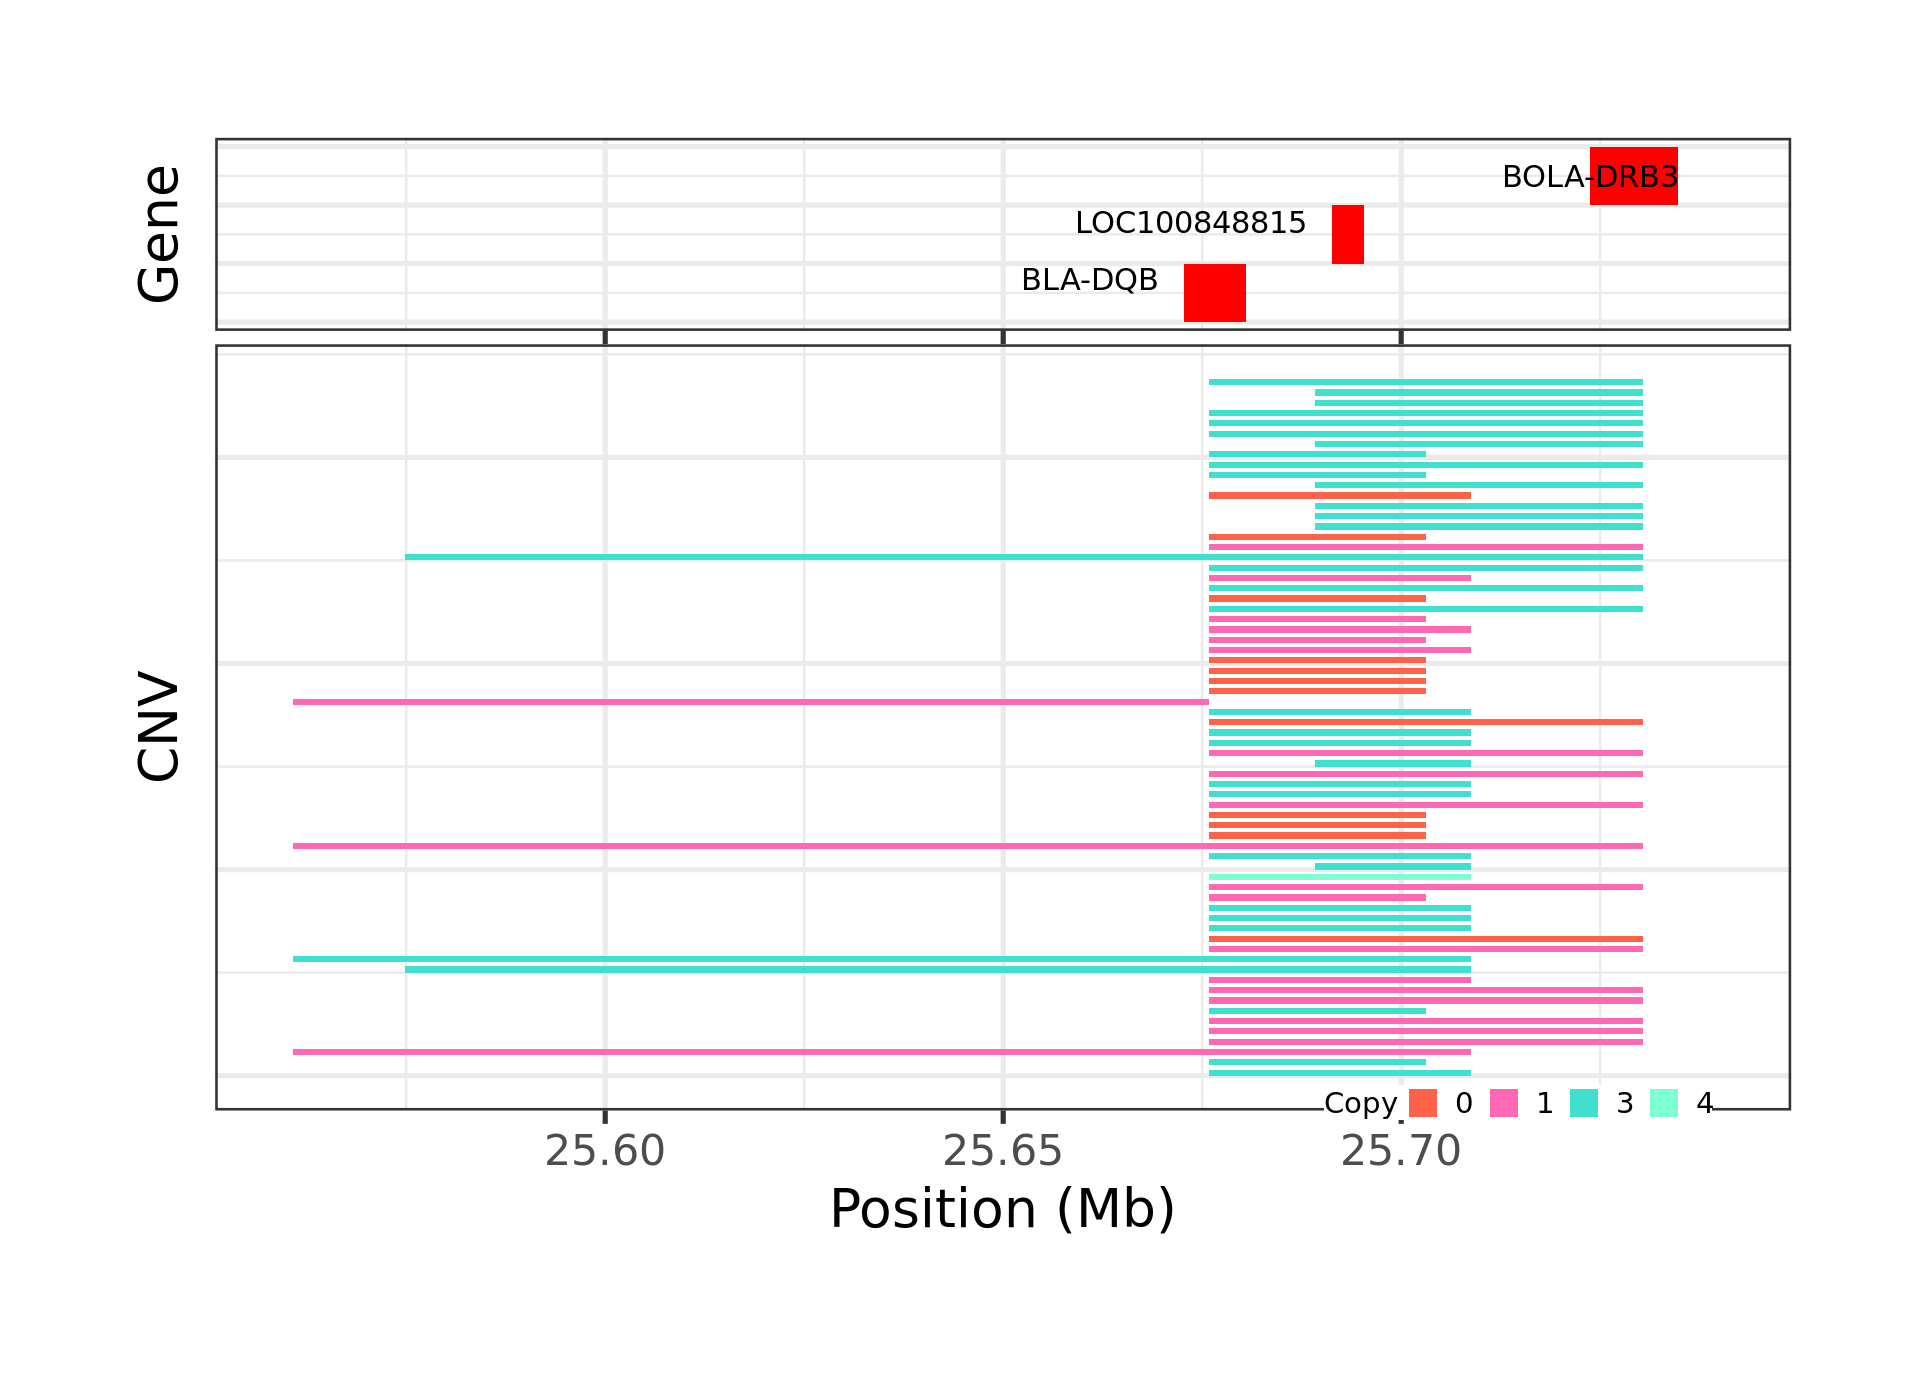 Gene
BOLA-DRB3
LOC100848815
BLA-DQB
CNV
Copy 0 1 3 4
25.60 25.65 25.70
Position (Mb)